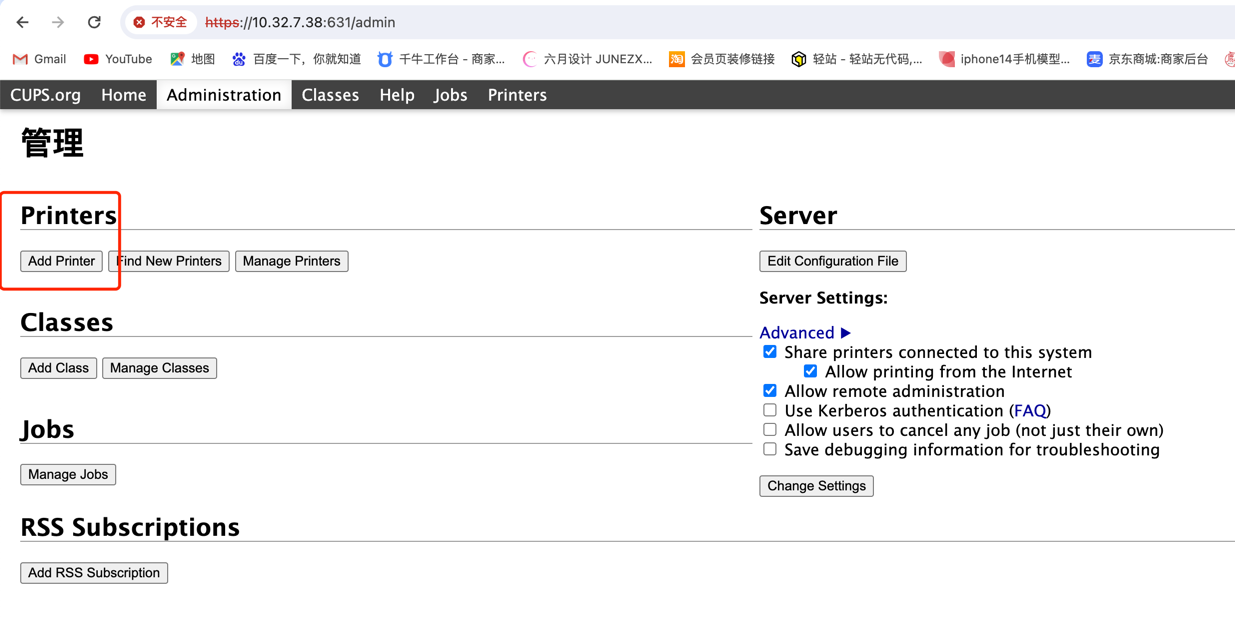 不安全 https://10.32.7.38:631/admin
Gmail YouTube 地图 百度一下，你就知道 千牛工作台 - 商家... 六月设计 JUNEZX... 淘 会员页装修链接 轻站 - 轻站无代码,... iphone14手机模型... 麦 京东商城:商家后台
CUPS.org Home Administration Classes Help Jobs Printers
管理
Printers
Add Printer Find New Printers Manage Printers
Classes
Add Class Manage Classes
Jobs
Manage Jobs
RSS Subscriptions
Add RSS Subscription
Server
Edit Configuration File
Server Settings:
Advanced ▶
Share printers connected to this system
Allow printing from the Internet
Allow remote administration
Use Kerberos authentication (FAQ)
Allow users to cancel any job (not just their own)
Save debugging information for troubleshooting
Change Settings